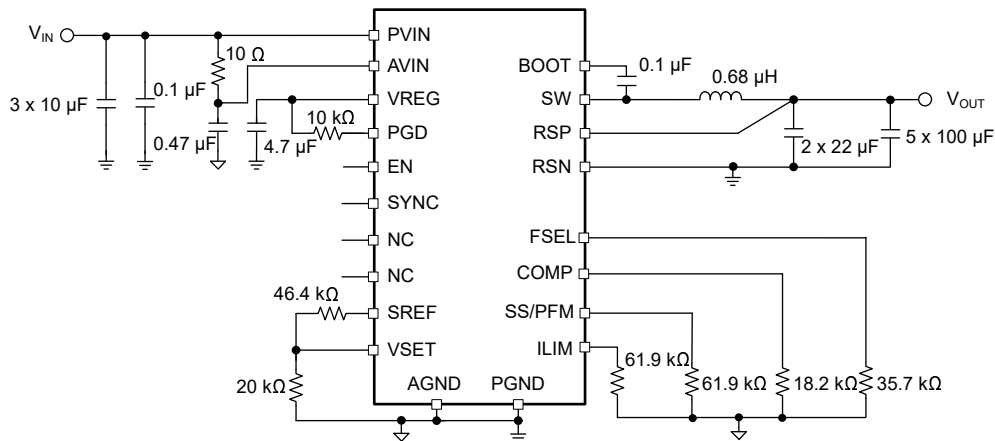 V_IN
3 x 10 µF
0.1 µF
10 Ω
0.47 µF
4.7 µF
10 kΩ
46.4 kΩ
20 kΩ
PVIN
AVIN
VREG
PGD
EN
SYNC
NC
NC
SREF
VSET
AGND
PGND
BOOT
SW
RSP
RSN
FSEL
COMP
SS/PFM
ILIM
0.1 µF
0.68 µH
V_OUT
2 x 22 µF
5 x 100 µF
61.9 kΩ
61.9 kΩ
18.2 kΩ
35.7 kΩ